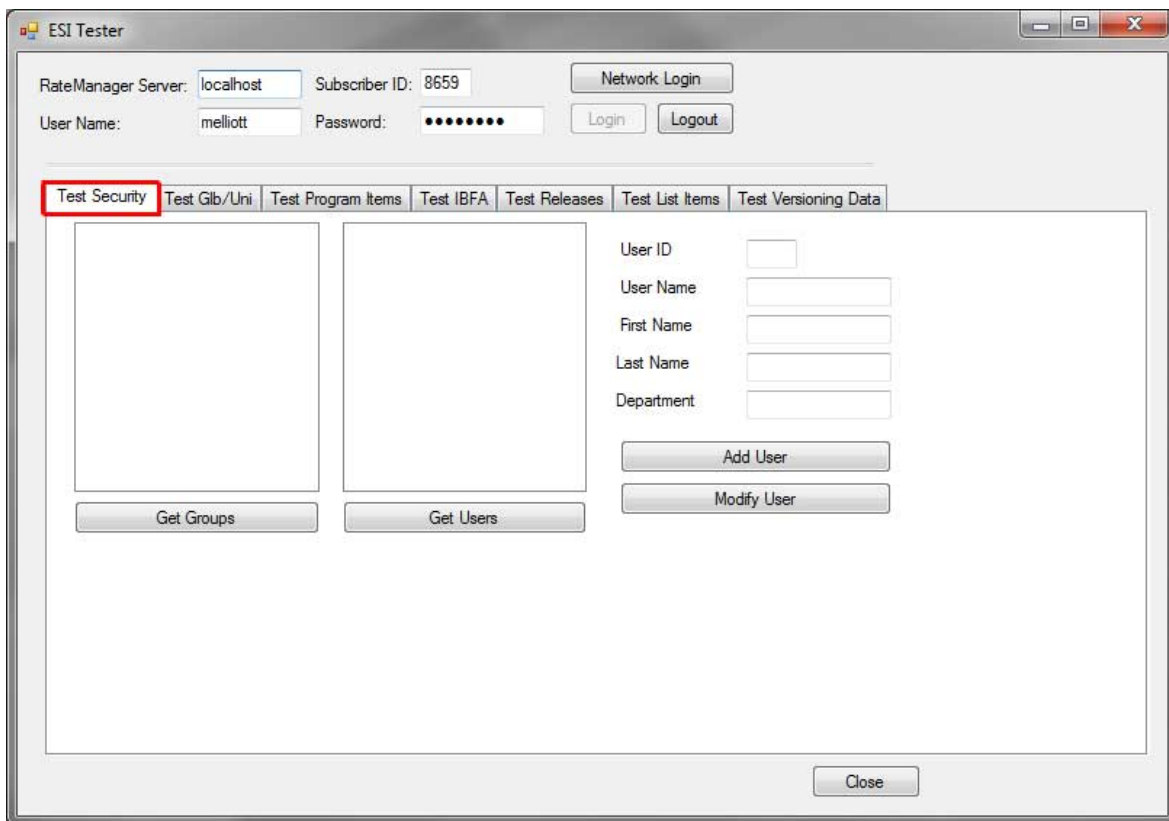 ESI Tester
RateManager Server: localhost Subscriber ID: 8659 Network Login
User Name: melliott Password: ●●●●●●●● Login Logout
Test Security Test Glb/Uni Test Program Items Test IBFA Test Releases Test List Items Test Versioning Data
User ID
User Name
First Name
Last Name
Department
Add User
Modify User
Get Groups Get Users
Close